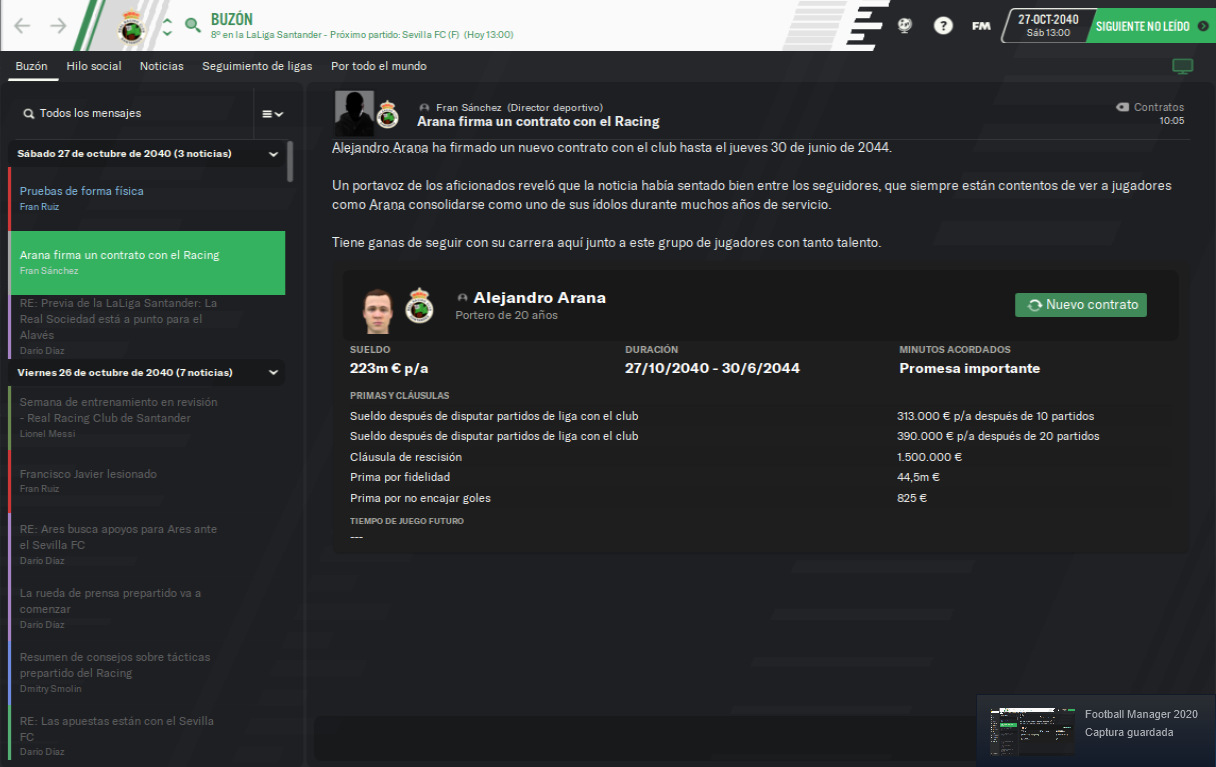 BUZÓN
8º en la LaLiga Santander - Próximo partido: Sevilla FC (F) (Hoy 13:00)
?
FM
27-OCT-2040
Sáb 13:00
SIGUIENTE NO LEÍDO
Buzón Hilo social Noticias Seguimiento de ligas Por todo el mundo
Todos los mensajes
Sábado 27 de octubre de 2040 (3 noticias)
Pruebas de forma física
Fran Ruiz
Arana firma un contrato con el Racing
Fran Sánchez
RE: Previa de la LaLiga Santander: La
Real Sociedad está a punto para el
Alavés
Dario Díaz
Viernes 26 de octubre de 2040 (7 noticias)
Semana de entrenamiento en revisión
- Real Racing Club de Santander
Lionel Messi
Francisco Javier lesionado
Fran Ruiz
RE: Ares busca apoyos para Ares ante
el Sevilla FC
Dario Díaz
La rueda de prensa prepartido va a
comenzar
Dario Díaz
Resumen de consejos sobre tácticas
prepartido del Racing
Dmitry Smolin
RE: Las apuestas están con el Sevilla
FC
Dario Díaz
Fran Sánchez (Director deportivo)
Arana firma un contrato con el Racing
Contratos
10:05
Alejandro Arana ha firmado un nuevo contrato con el club hasta el jueves 30 de junio de 2044.
Un portavoz de los aficionados reveló que la noticia había sentado bien entre los seguidores, que siempre están contentos de ver a jugadores
como Arana consolidarse como uno de sus ídolos durante muchos años de servicio.
Tiene ganas de seguir con su carrera aquí junto a este grupo de jugadores con tanto talento.
Alejandro Arana
Portero de 20 años
Nuevo contrato
SUELDO DURACIÓN MINUTOS ACORDADOS
223m € p/a 27/10/2040 - 30/6/2044 Promesa importante
PRIMAS Y CLÁUSULAS
Sueldo después de disputar partidos de liga con el club 313.000 € p/a después de 10 partidos
Sueldo después de disputar partidos de liga con el club 390.000 € p/a después de 20 partidos
Cláusula de rescisión 1.500.000 €
Prima por fidelidad 44,5m €
Prima por no encajar goles 825 €
TIEMPO DE JUEGO FUTURO
---
Football Manager 2020
Captura guardada